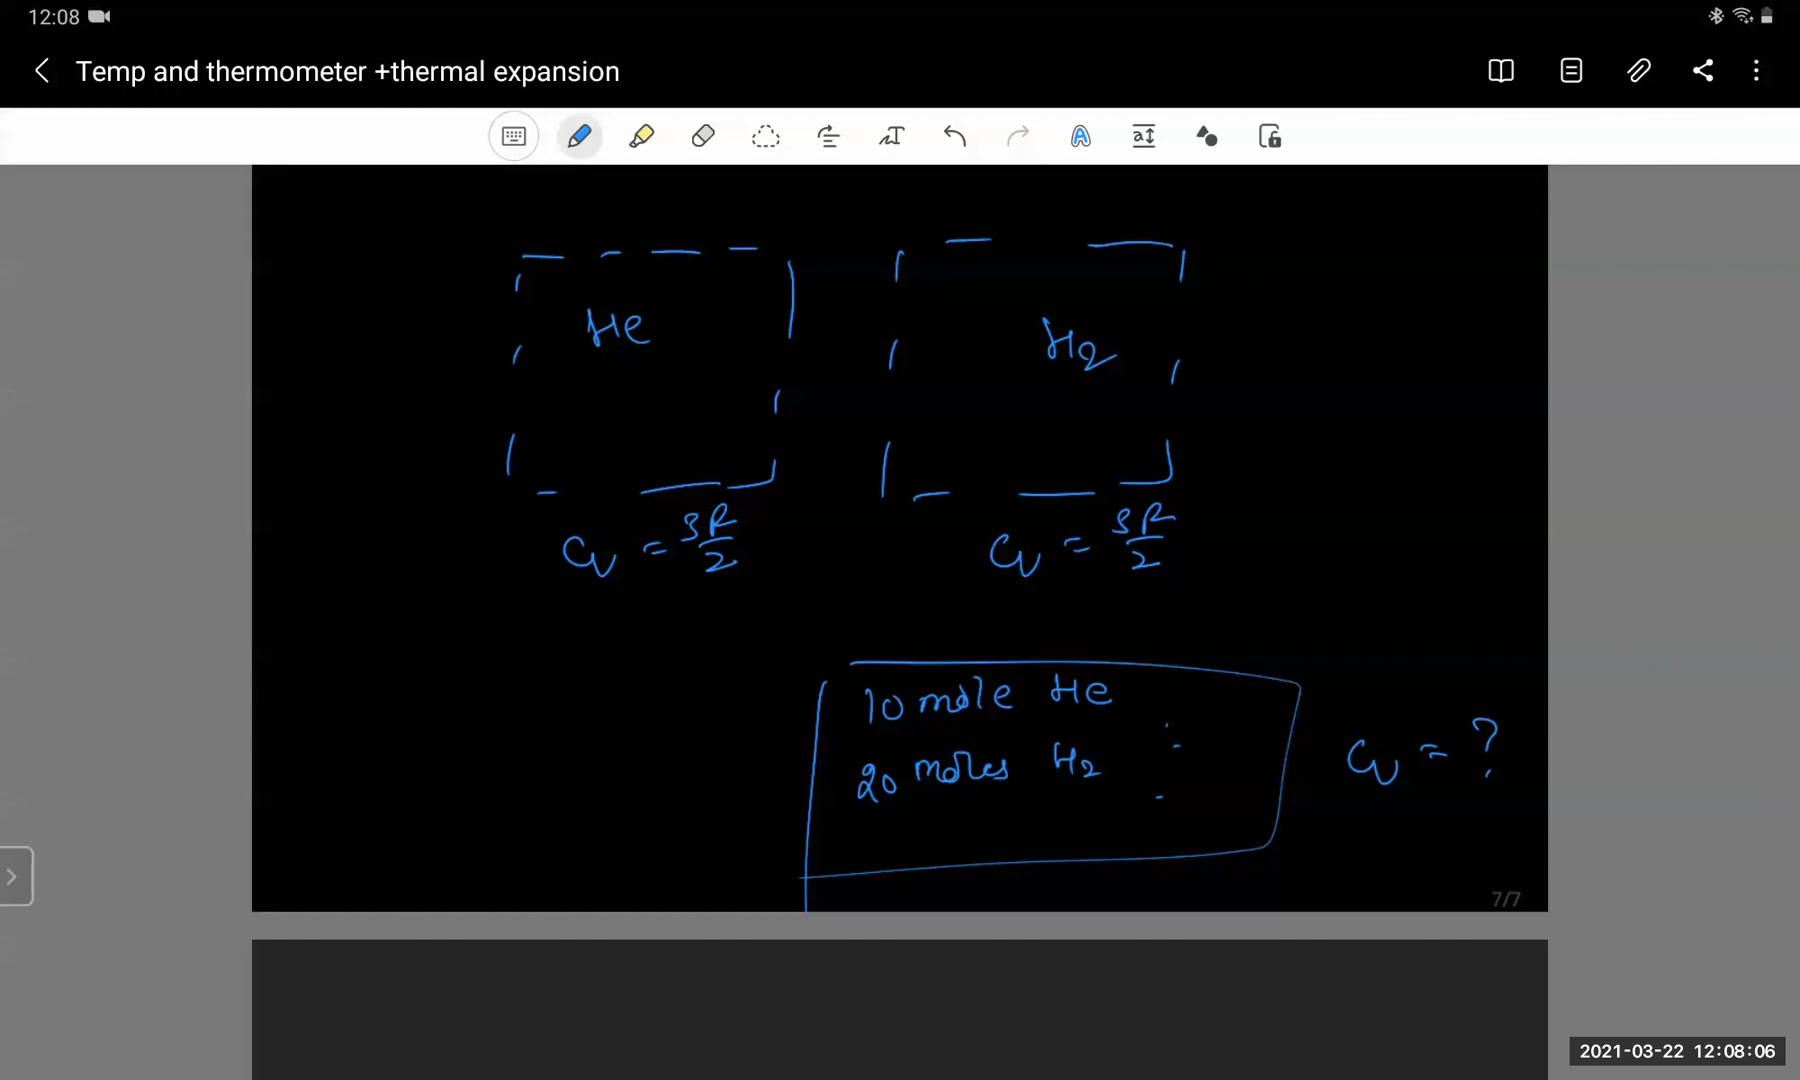 12:08
Temp and thermometer +thermal expansion
He
H2
Cv = 3R/2
Cv = 3R/2
10 mole He
20 moles H2
Cv = ?
7/7
2021-03-22 12:08:06